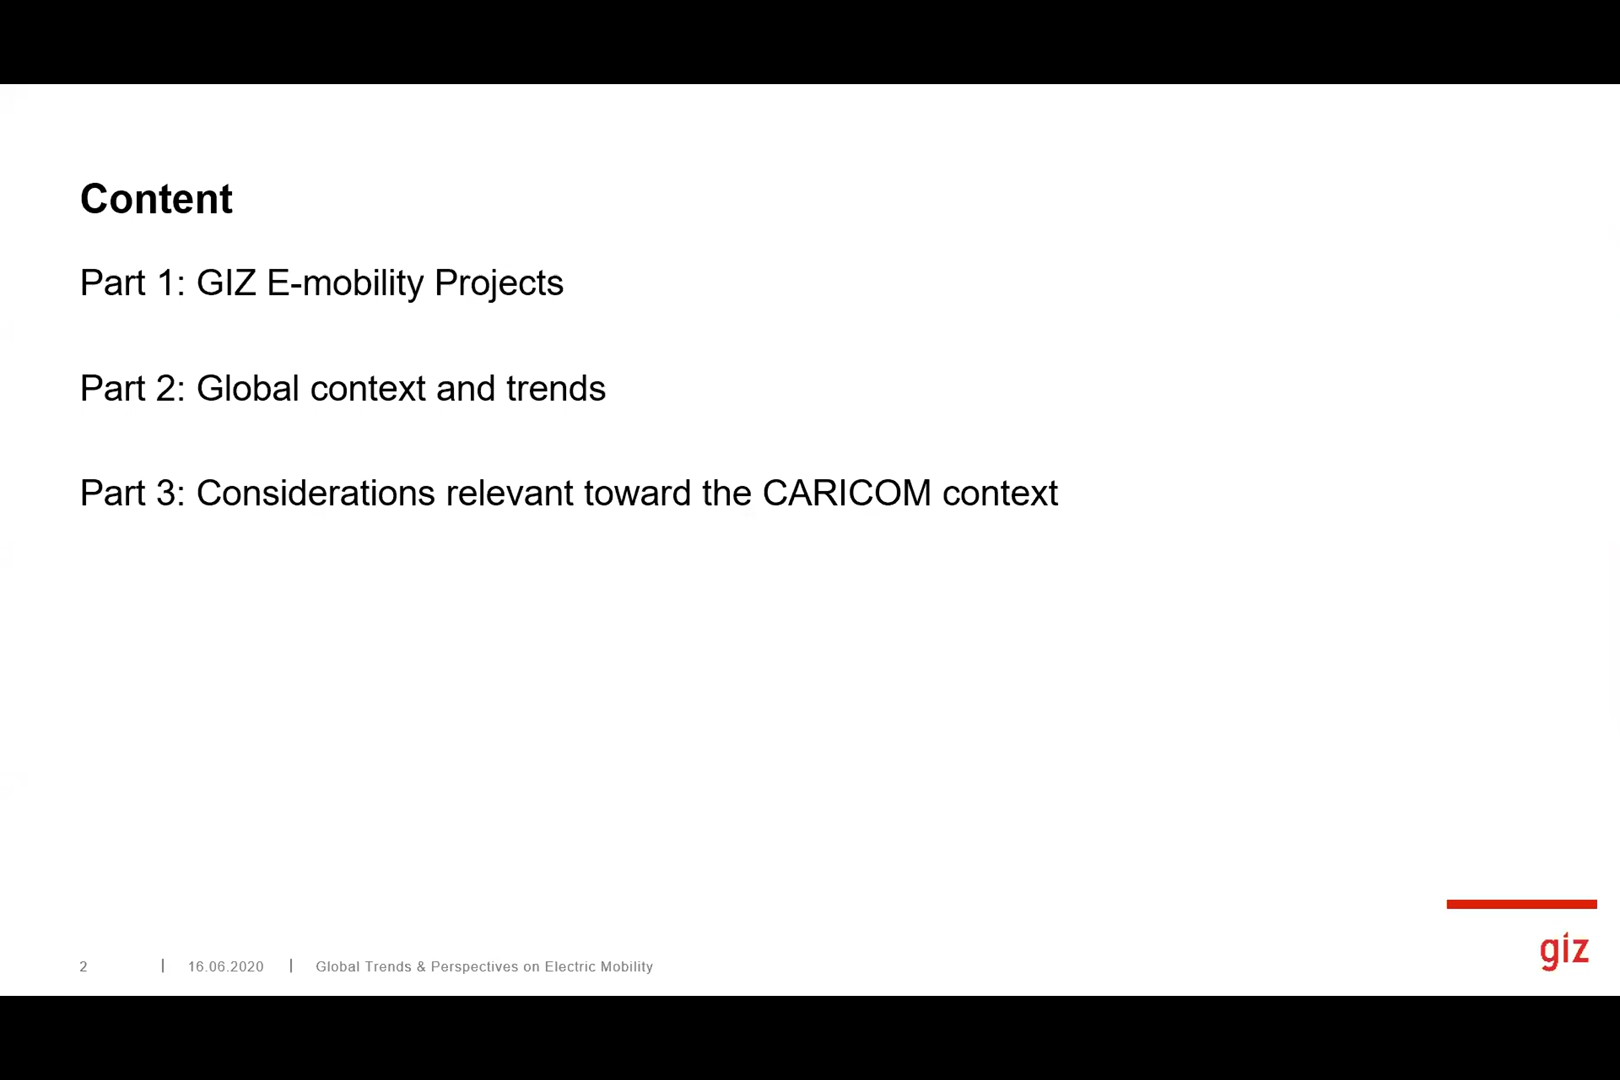 Content
Part 1: GIZ E-mobility Projects
Part 2: Global context and trends
Part 3: Considerations relevant toward the CARICOM context
2 | 16.06.2020 | Global Trends & Perspectives on Electric Mobility
giz